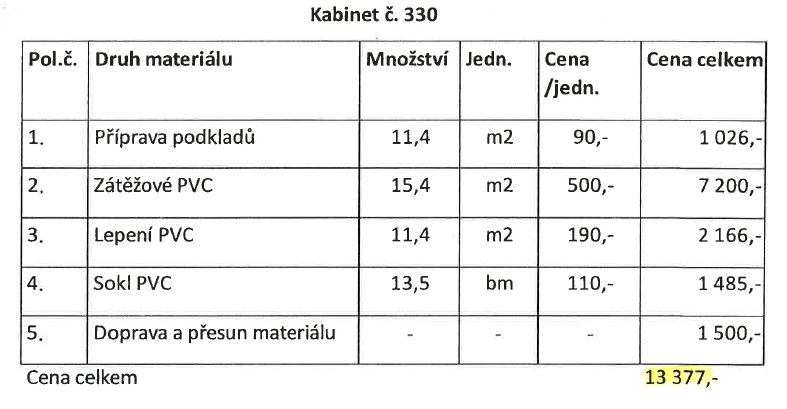 Kabinet č. 330
Pol.č. Druh materiálu Množství Jedn. Cena /jedn. Cena celkem
1. Příprava podkladů 11,4 m2 90,- 1 026,-
2. Zátěžové PVC 15,4 m2 500,- 7 200,-
3. Lepení PVC 11,4 m2 190,- 2 166,-
4. Sokl PVC 13,5 bm 110,- 1 485,-
5. Doprava a přesun materiálu - - - 1 500,-
Cena celkem 13 377,-